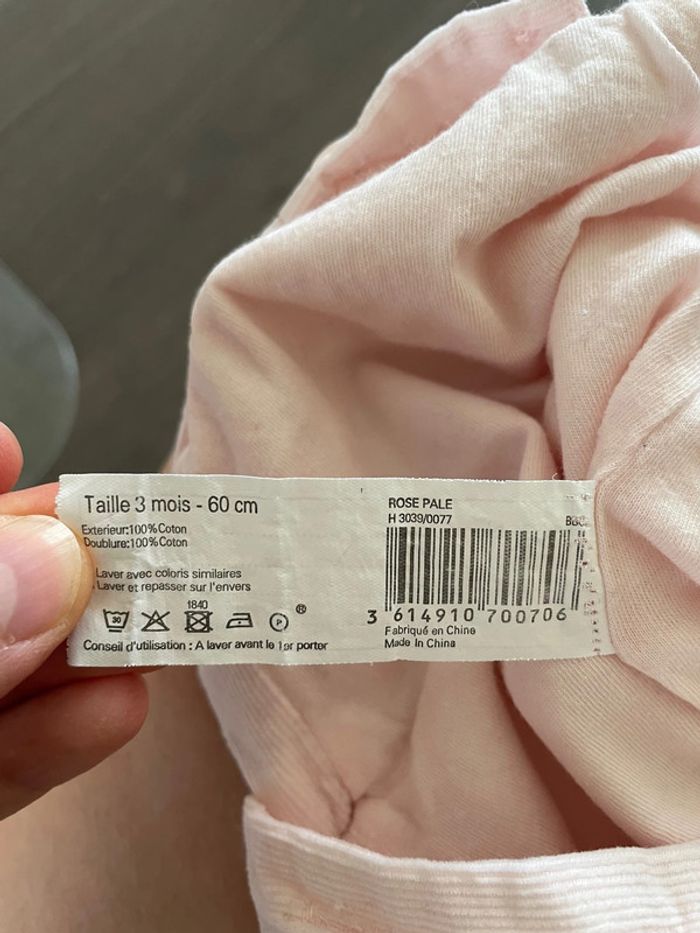 Taille 3 mois - 60 cm
Exterieur:100%Coton
Doublure:100%Coton
. Laver avec coloris similaires
. Laver et repasser sur l'envers
1840
30
P
®
Conseil d'utilisation : A laver avant le 1er porter
ROSE PALE
H 3039/0077
3 614910 700706
Fabriqué en Chine
Made In China